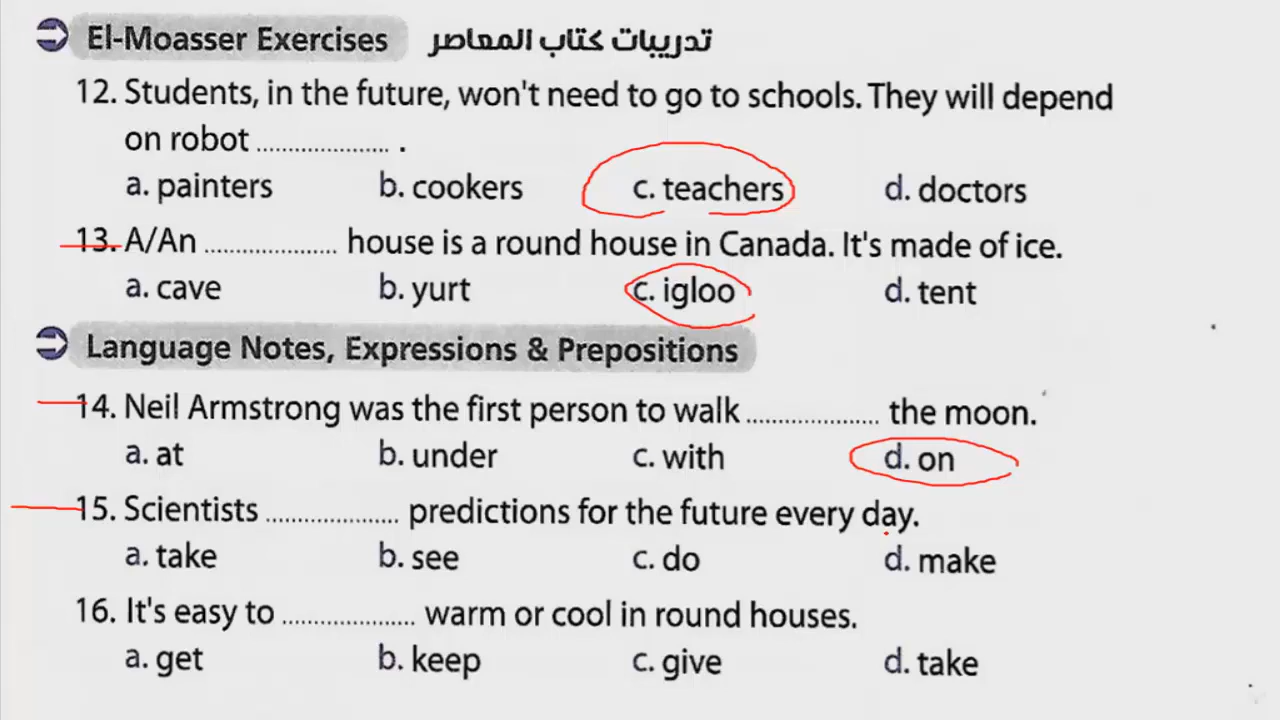 El-Moasser Exercises تدريبات كتاب المعاصر
12. Students, in the future, won't need to go to schools. They will depend
on robot .................... .
a. painters b. cookers c. teachers d. doctors
13. A/An .................... house is a round house in Canada. It's made of ice.
a. cave b. yurt c. igloo d. tent
Language Notes, Expressions & Prepositions
14. Neil Armstrong was the first person to walk .................... the moon.
a. at b. under c. with d. on
15. Scientists .................... predictions for the future every day.
a. take b. see c. do d. make
16. It's easy to .................... warm or cool in round houses.
a. get b. keep c. give d. take